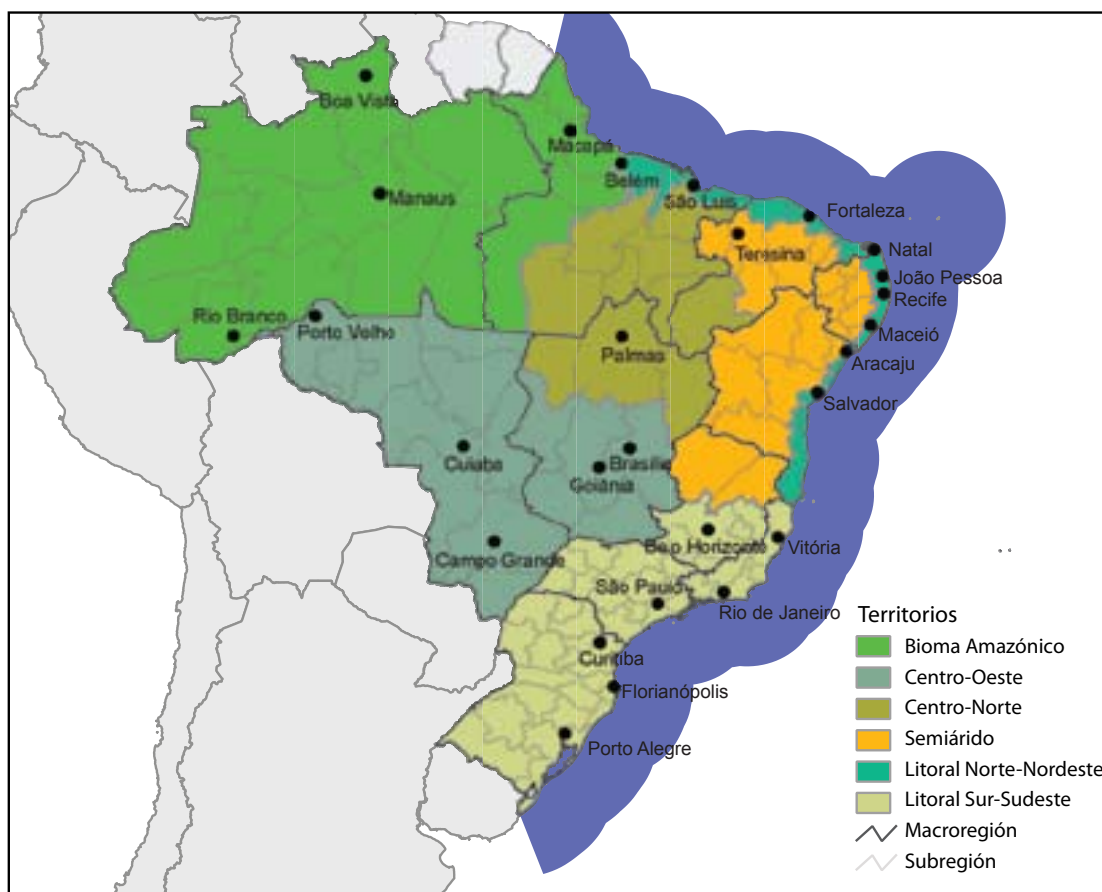 Boa Vista
Macapá
Belém
São Luis
Manaus
Fortaleza
Teresina
Natal
João Pessoa
Recife
Rio Branco
Porto Velho
Maceió
Palmas
Aracaju
Salvador
Cuiaba
Brasília
Goiânia
Belo Horizonte
Vitória
Campo Grande
São Paulo
Rio de Janeiro
Curitiba
Florianópolis
Porto Alegre
Territorios
Bioma Amazónico
Centro-Oeste
Centro-Norte
Semiárido
Litoral Norte-Nordeste
Litoral Sur-Sudeste
Macroregión
Subregión